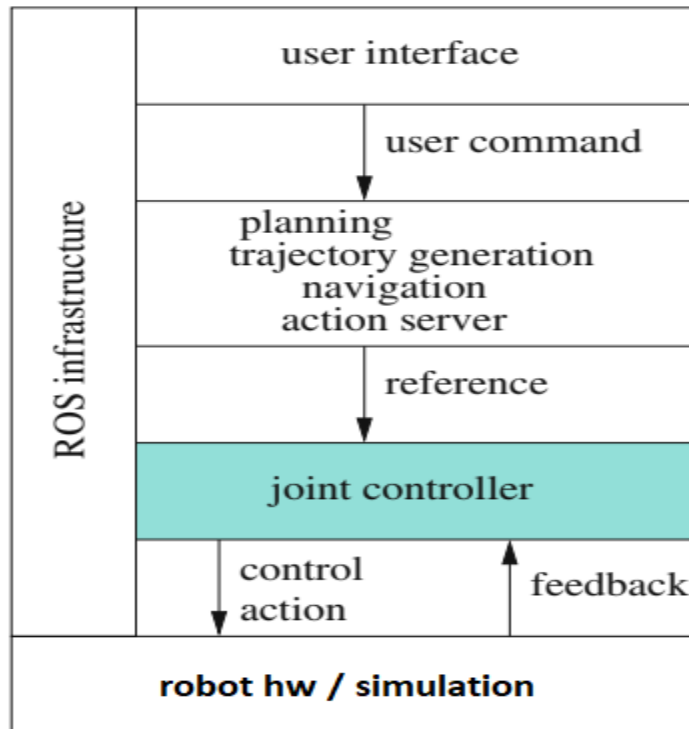 ROS infrastructure
user interface
user command
planning
trajectory generation
navigation
action server
reference
joint controller
control
action
feedback
robot hw / simulation